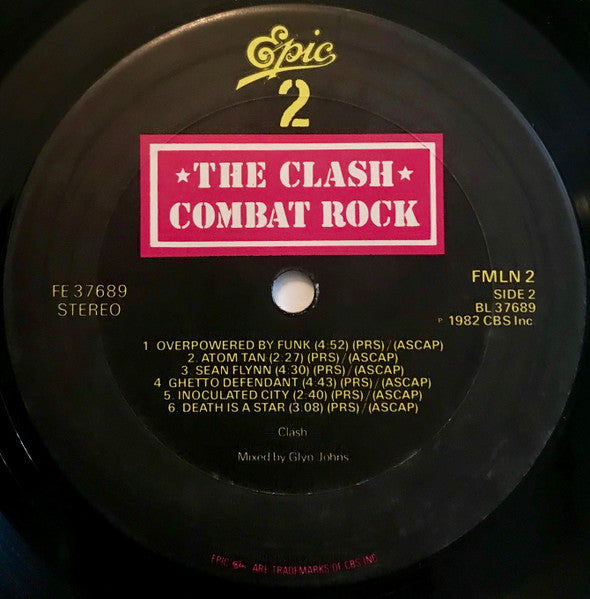 Epic
2
★THE CLASH★
COMBAT ROCK
FE 37689
STEREO
FMLN 2
SIDE 2
BL 37689
℗ 1982 CBS Inc
1 OVERPOWERED BY FUNK (4:52) (PRS)/(ASCAP)
2. ATOM TAN (2:27) (PRS)/(ASCAP)
3 SEAN FLYNN (4:30) (PRS)/(ASCAP)
4 GHETTO DEFENDANT (4:43) (PRS)/(ASCAP)
5 INOCULATED CITY (2:40) (PRS)/(ASCAP)
6 DEATH IS A STAR (3:08) (PRS)/(ASCAP)
Clash
Mixed by Glyn Johns
EPIC Epic ARE TRADEMARKS OF CBS INC